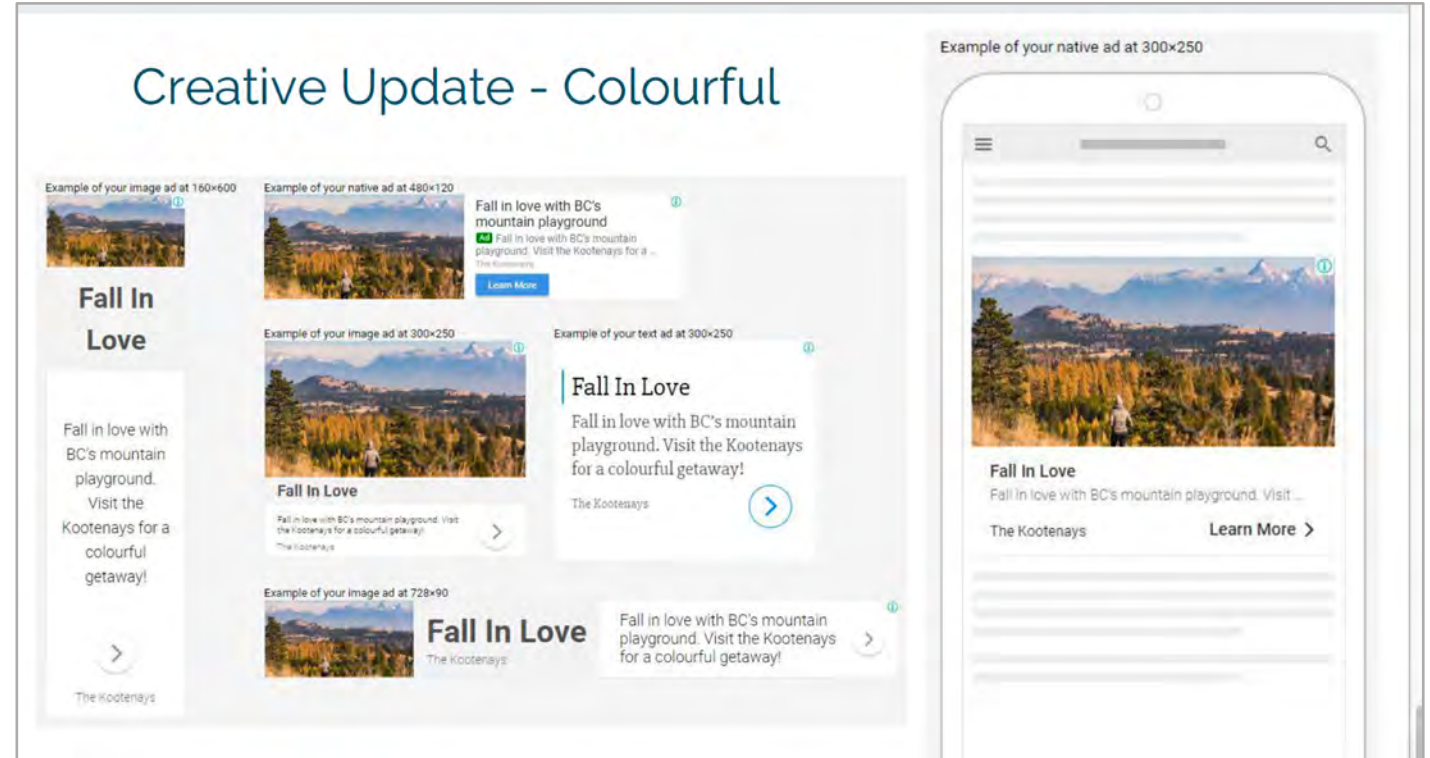 Creative Update - Colourful
Example of your image ad at 160×600
Fall In
Love
Fall in love with
BC's mountain
playground.
Visit the
Kootenays for a
colourful
getaway!
The Kootenays
Example of your native ad at 480×120
Fall in love with BC's
mountain playground
Ad Fall in love with BC's mountain
playground. Visit the Kootenays for a ...
The Kootenays
Learn More
Example of your image ad at 300×250
Fall In Love
Fall in love with BC's mountain playground. Visit
the Kootenays for a colourful getaway!
The Kootenays
Example of your text ad at 300×250
Fall In Love
Fall in love with BC's mountain
playground. Visit the Kootenays
for a colourful getaway!
The Kootenays
Example of your image ad at 728×90
Fall In Love
The Kootenays
Fall in love with BC's mountain
playground. Visit the Kootenays
for a colourful getaway!
Example of your native ad at 300×250
Fall In Love
Fall in love with BC's mountain playground. Visit ...
The Kootenays
Learn More